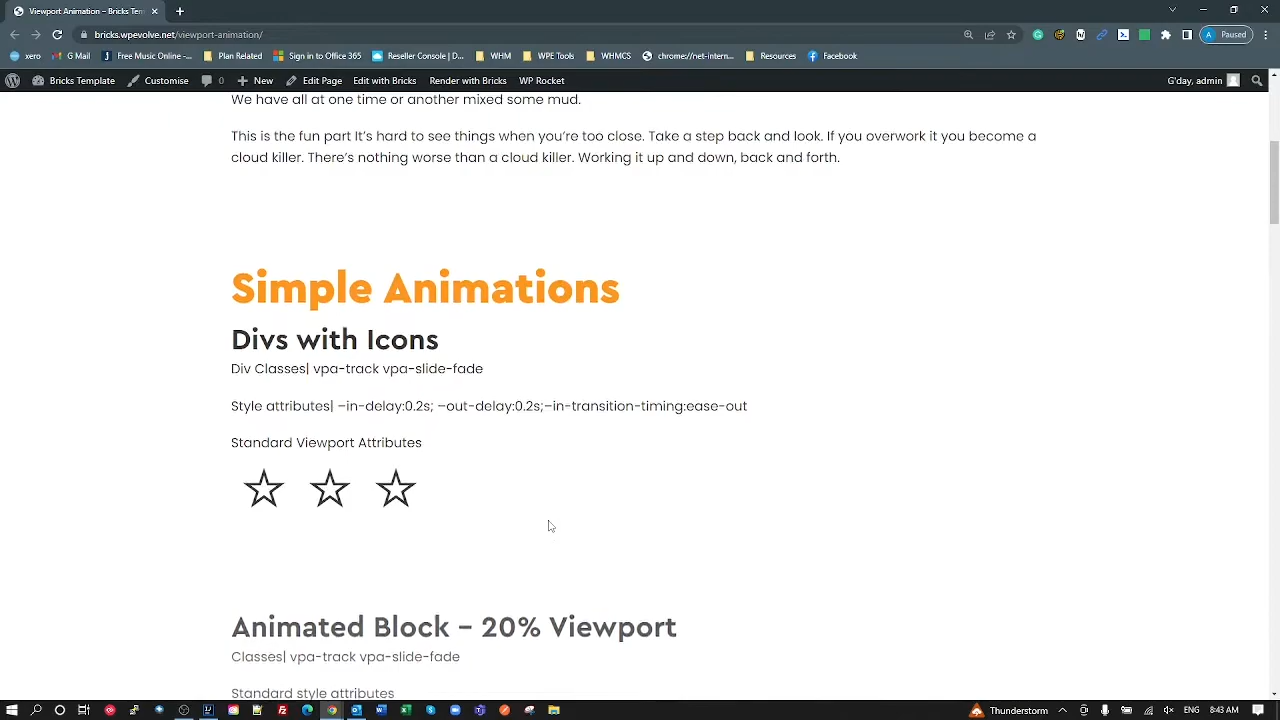 Viewport Animation – Bricks Tem
bricks.wpevolve.net/viewport-animation/
Paused
xero
G Mail
Free Music Online -...
Plan Related
Sign in to Office 365
Reseller Console | D...
WHM
WPE Tools
WHMCS
chrome://net-intern...
Resources
Facebook
Bricks Template
Customise
0
New
Edit Page
Edit with Bricks
Render with Bricks
WP Rocket
G'day, admin
We have all at one time or another mixed some mud.
This is the fun part It's hard to see things when you're too close. Take a step back and look. If you overwork it you become a
cloud killer. There's nothing worse than a cloud killer. Working it up and down, back and forth.
Simple Animations
Divs with Icons
Div Classes| vpa-track vpa-slide-fade
Style attributes| –in-delay:0.2s; –out-delay:0.2s;–in-transition-timing:ease-out
Standard Viewport Attributes
Animated Block – 20% Viewport
Classes| vpa-track vpa-slide-fade
Standard style attributes
Thunderstorm
ENG
8:43 AM